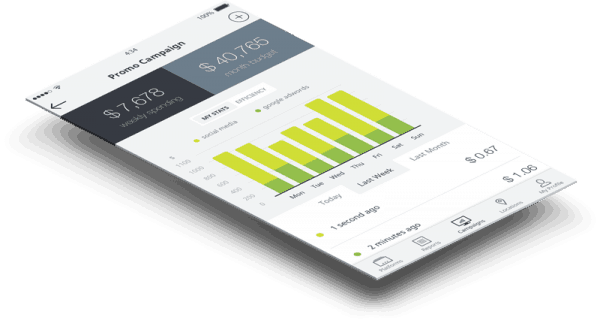 4:34
100%
Promo Campaign
$ 7,678
weekly spending
$ 40,765
month budget
MY STATS
EFFICIENCY
social media
google adwords
$
1100
1000
800
600
400
200
0
Mon
Tue
Wed
Thu
Fri
Sat
Sun
Today
Last Week
Last Month
1 second ago
$ 0.67
2 minutes ago
$ 1.06
Platforms
Reports
Campaigns
Locations
My Profile